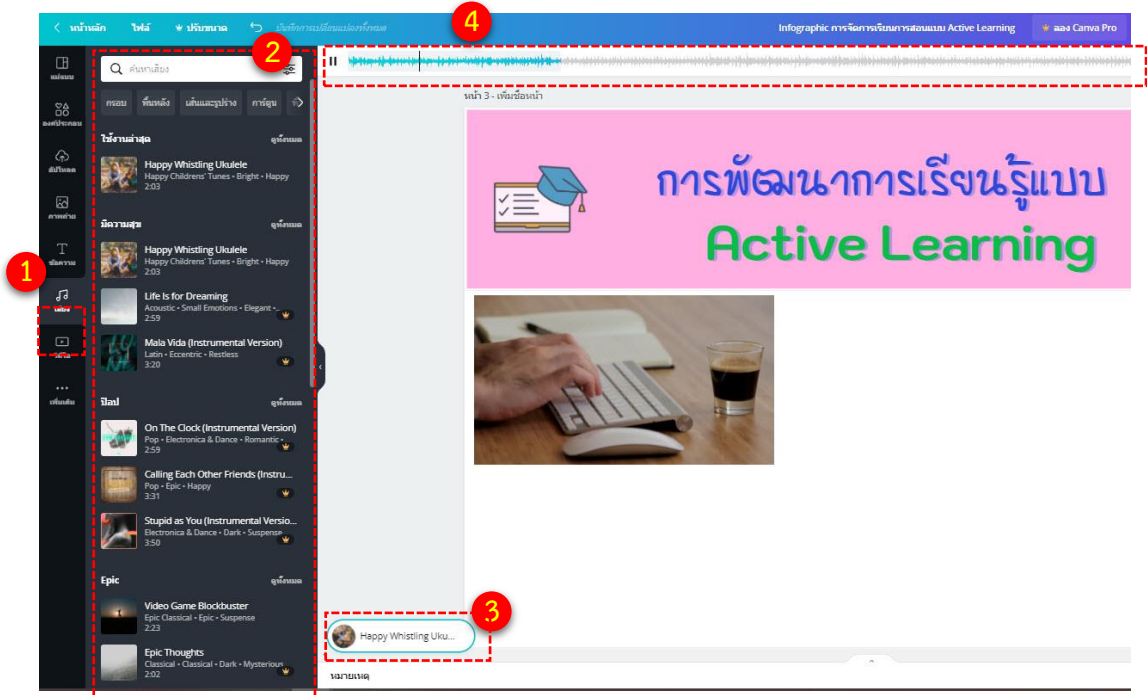 หน้าหลัก ไฟล์ ปรับขนาด บันทึกการเปลี่ยนแปลงทั้งหมด Infographic การจัดการเรียนการสอนแบบ Active Learning ลอง Canva Pro
4
2
แม่แบบ
องค์ประกอบ
อัปโหลด
ภาพถ่าย
ข้อความ
1
เสียง
วิดีโอ
เพิ่มเติม
ค้นหาเสียง
กรอบ พื้นหลัง เส้นและรูปร่าง การ์ตูน
ใช้งานล่าสุด ดูทั้งหมด
Happy Whistling Ukulele
Happy Childrens' Tunes • Bright • Happy
2:03
มีความสุข ดูทั้งหมด
Happy Whistling Ukulele
Happy Childrens' Tunes • Bright • Happy
2:03
Life Is for Dreaming
Acoustic • Small Emotions • Elegant •
2:59
Mala Vida (Instrumental Version)
Latin • Eccentric • Restless
3:20
ป๊อป ดูทั้งหมด
On The Clock (Instrumental Version)
Pop • Electronica & Dance • Romantic •
2:59
Calling Each Other Friends (Instru...
Pop • Epic • Happy
3:31
Stupid as You (Instrumental Versio...
Electronica & Dance • Dark • Suspense
3:50
Epic ดูทั้งหมด
Video Game Blockbuster
Epic Classical • Epic • Suspense
2:23
Epic Thoughts
Classical • Classical • Dark • Mysterious
2:02
หน้า 3 - เพิ่มชื่อหน้า
การพัฒนาการเรียนรู้แบบ
Active Learning
3
Happy Whistling Uku...
หมายเหตุ